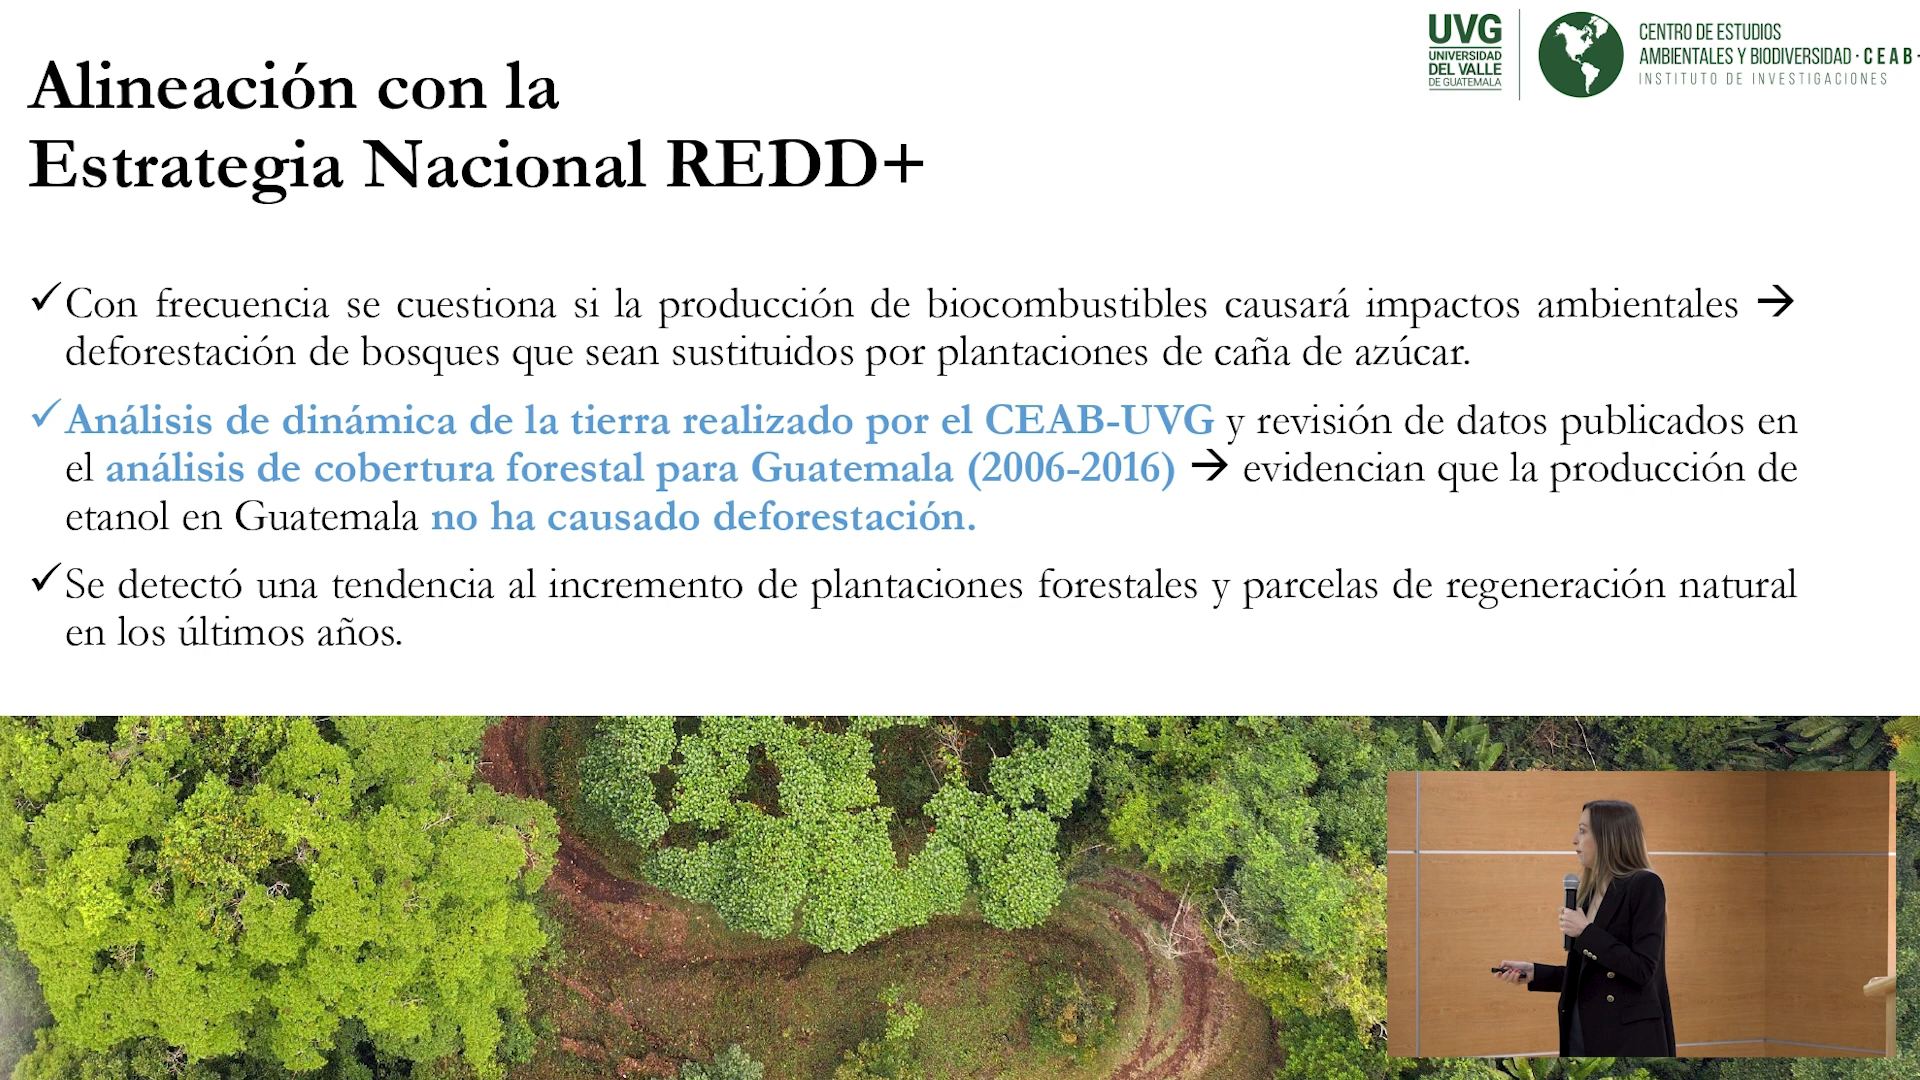 UVG
UNIVERSIDAD
DEL VALLE
DE GUATEMALA
CENTRO DE ESTUDIOS
AMBIENTALES Y BIODIVERSIDAD · CEAB ·
INSTITUTO DE INVESTIGACIONES
Alineación con la
Estrategia Nacional REDD+
✓Con frecuencia se cuestiona si la producción de biocombustibles causará impactos ambientales →
deforestación de bosques que sean sustituidos por plantaciones de caña de azúcar.
✓Análisis de dinámica de la tierra realizado por el CEAB-UVG y revisión de datos publicados en
el análisis de cobertura forestal para Guatemala (2006-2016) → evidencian que la producción de
etanol en Guatemala no ha causado deforestación.
✓Se detectó una tendencia al incremento de plantaciones forestales y parcelas de regeneración natural
en los últimos años.